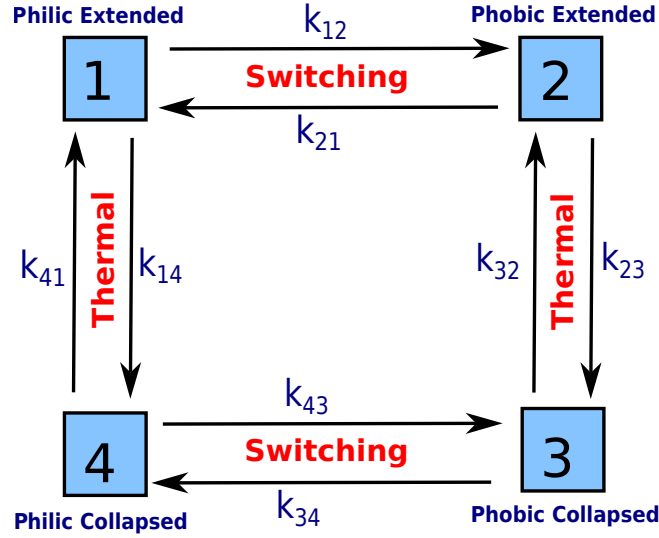 Philic Extended
k12
Phobic Extended
1
Switching
2
k21
k41
Thermal
k14
k32
Thermal
k23
k43
4
Switching
3
k34
Philic Collapsed
Phobic Collapsed